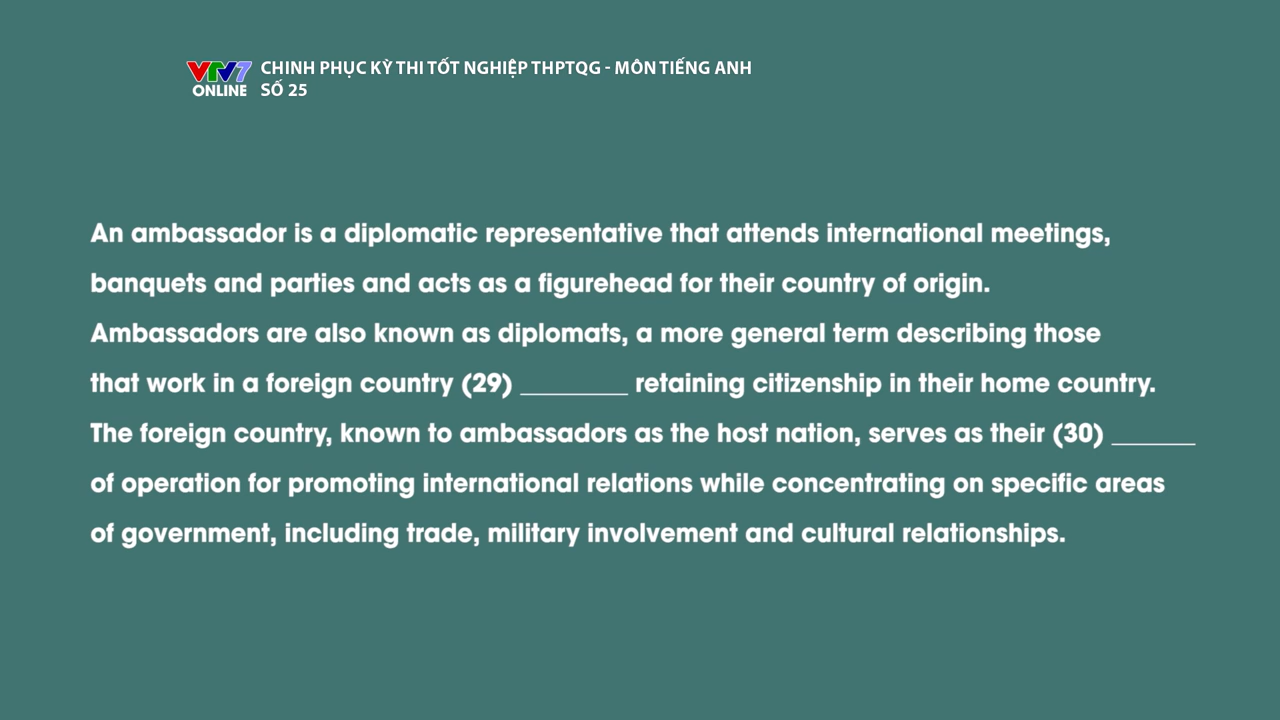 VTV7
ONLINE
CHINH PHỤC KỲ THI TỐT NGHIỆP THPTQG - MÔN TIẾNG ANH
SỐ 25
An ambassador is a diplomatic representative that attends international meetings,
banquets and parties and acts as a figurehead for their country of origin.
Ambassadors are also known as diplomats, a more general term describing those
that work in a foreign country (29) _________ retaining citizenship in their home country.
The foreign country, known to ambassadors as the host nation, serves as their (30) _______
of operation for promoting international relations while concentrating on specific areas
of government, including trade, military involvement and cultural relationships.